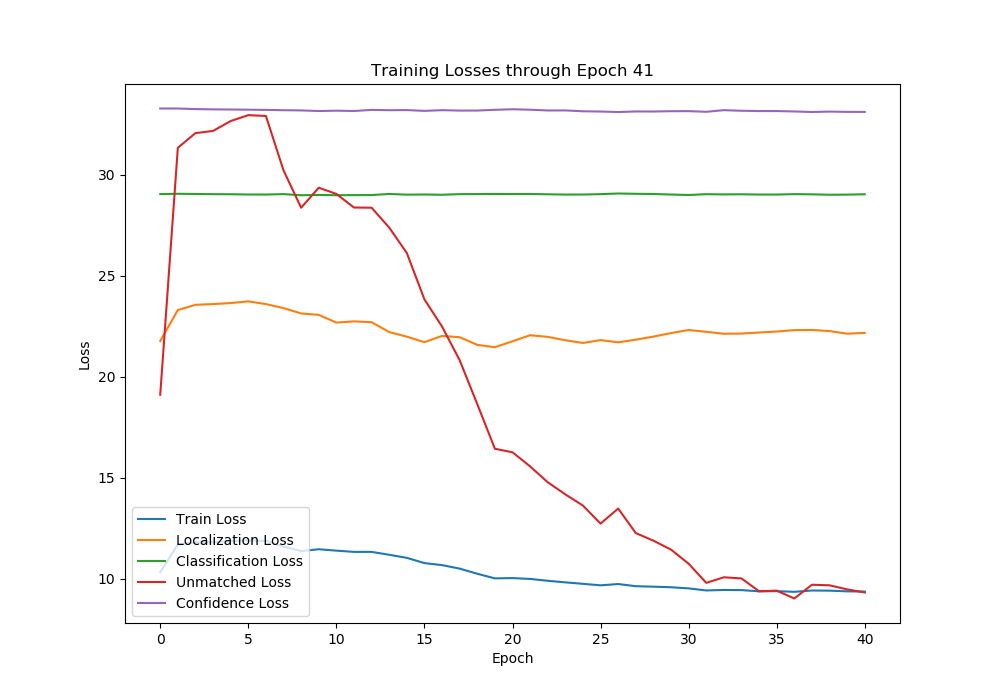 Training Losses through Epoch 41
Loss
30
25
20
15
10
Train Loss
Localization Loss
Classification Loss
Unmatched Loss
Confidence Loss
0 5 10 15 20 25 30 35 40
Epoch